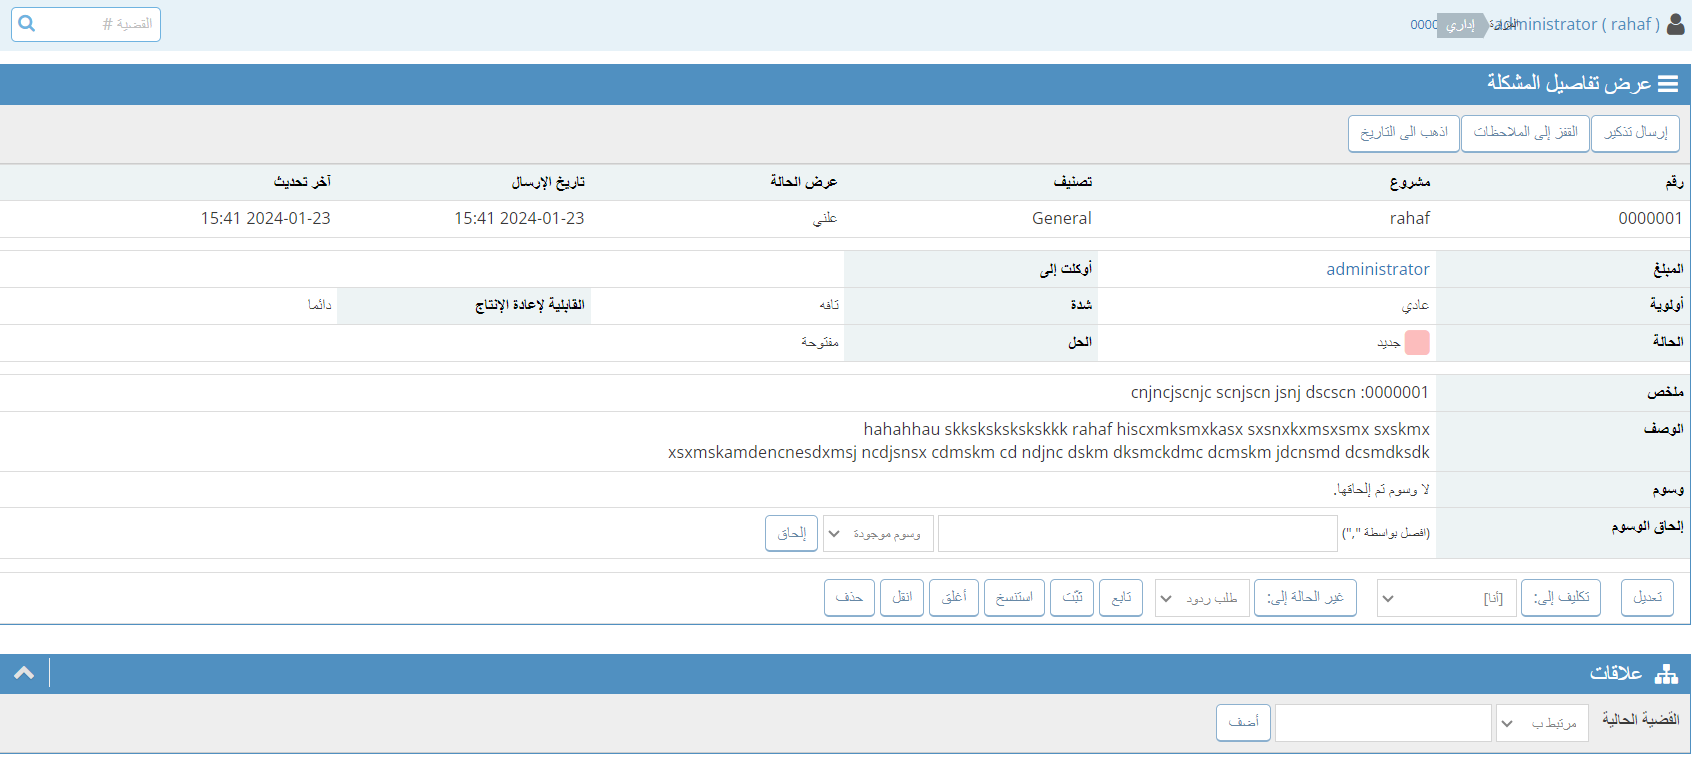 administrator ( rahaf ) إداري 0000
القضية #
عرض تفاصيل المشكلة
إرسال تذكير القفز إلى الملاحظات اذهب الى التاريخ
رقم مشروع تصنيف عرض الحالة تاريخ الإرسال آخر تحديث
0000001 rahaf General علني 2024-01-23 15:41 2024-01-23 15:41
المبلغ administrator أوكلت إلى
أولوية عادي شدة تافه القابلية لإعادة الإنتاج دائما
الحالة جديد الحل مفتوحة
ملخص 0000001: cnjncjscnjc scnjscn jsnj dscscn
الوصف hahahhau skkskskskskskkk rahaf hiscxmksmxkasx sxsnxkxmsxsmx sxskmx
xsxmskamdencnesdxmsj ncdjsnsx cdmskm cd ndjnc dskm dksmckdmc dcmskm jdcnsmd dcsmdksdk
وسوم لا وسوم تم إلحاقها.
إلحاق الوسوم (افصل بواسطة ",") وسوم موجودة إلحاق
تعديل تكليف إلى: [أنا] غير الحالة إلى: طلب ردود تابع ثبّت استنسخ أغلق انقل حذف
علاقات
القضية الحالية مرتبط ب أضف